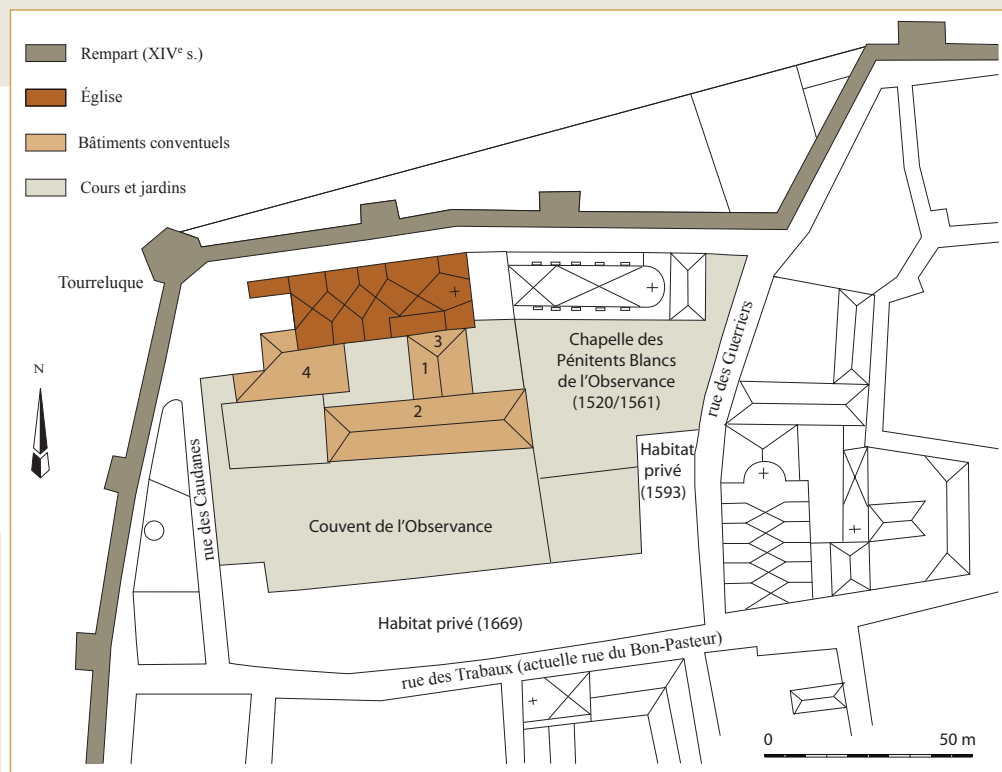 Rempart (XIVe s.)
Église
Bâtiments conventuels
Cours et jardins
Tourreluque
N
3
1
4
2
Chapelle des
Pénitents Blancs
de l'Observance
(1520/1561)
rue des Guerriers
Habitat
privé
(1593)
rue des Caudanes
Couvent de l'Observance
Habitat privé (1669)
rue des Trabaux (actuelle rue du Bon-Pasteur)
0 50 m